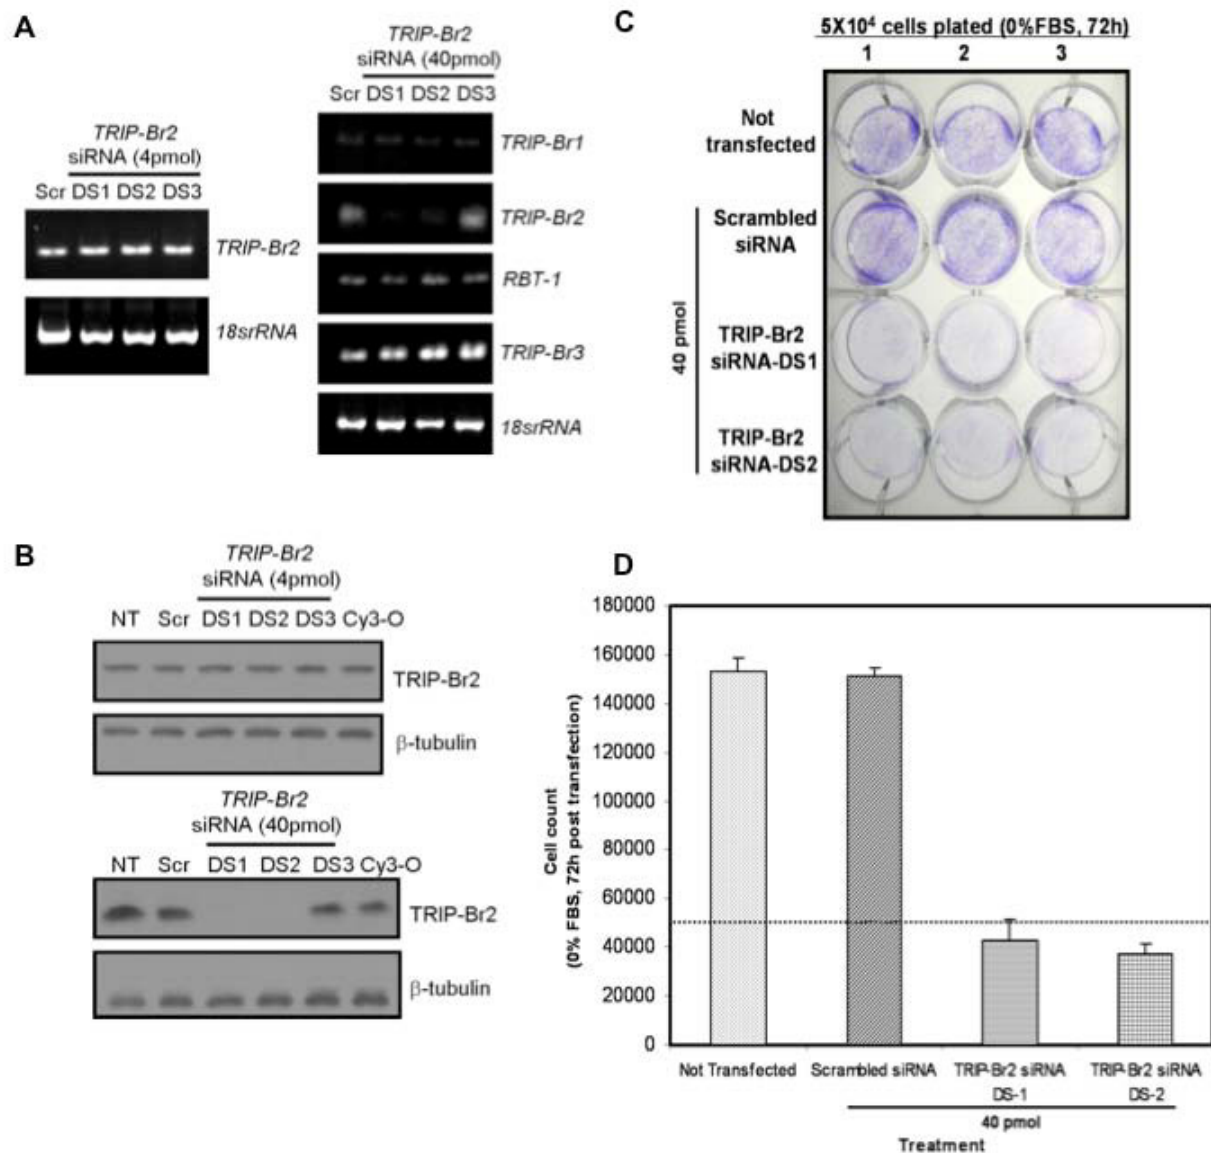 A
TRIP-Br2
siRNA (4pmol)
Scr DS1 DS2 DS3
TRIP-Br2
18srRNA
TRIP-Br2
siRNA (40pmol)
Scr DS1 DS2 DS3
TRIP-Br1
TRIP-Br2
RBT-1
TRIP-Br3
18srRNA
B
TRIP-Br2
siRNA (4pmol)
NT Scr DS1 DS2 DS3 Cy3-O
TRIP-Br2
β-tubulin
TRIP-Br2
siRNA (40pmol)
NT Scr DS1 DS2 DS3 Cy3-O
TRIP-Br2
β-tubulin
C
5X10⁴ cells plated (0%FBS, 72h)
1 2 3
Not
transfected
Scrambled
siRNA
TRIP-Br2
siRNA-DS1
TRIP-Br2
siRNA-DS2
40 pmol
D
180000
160000
140000
120000
100000
80000
60000
40000
20000
0
Cell count
(0% FBS, 72h post transfection)
Not Transfected Scrambled siRNA TRIP-Br2 siRNA TRIP-Br2 siRNA
DS-1 DS-2
40 pmol
Treatment